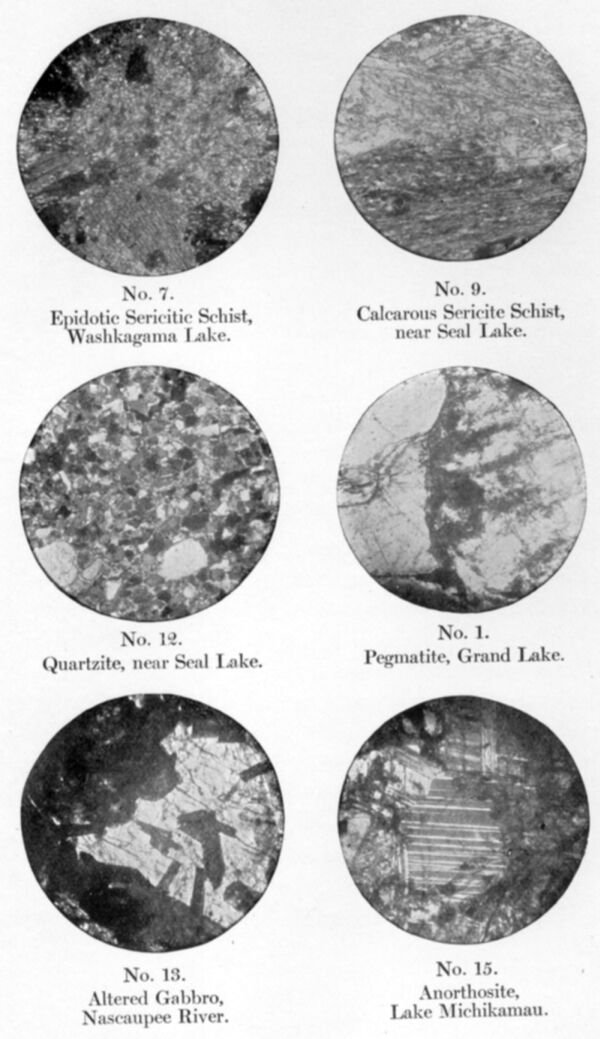 No. 7.
Epidotic Sericitic Schist,
Washkagama Lake.
No. 9.
Calcarous Sericite Schist,
near Seal Lake.
No. 12.
Quartzite, near Seal Lake.
No. 1.
Pegmatite, Grand Lake.
No. 13.
Altered Gabbro,
Nascaupee River.
No. 15.
Anorthosite,
Lake Michikamau.